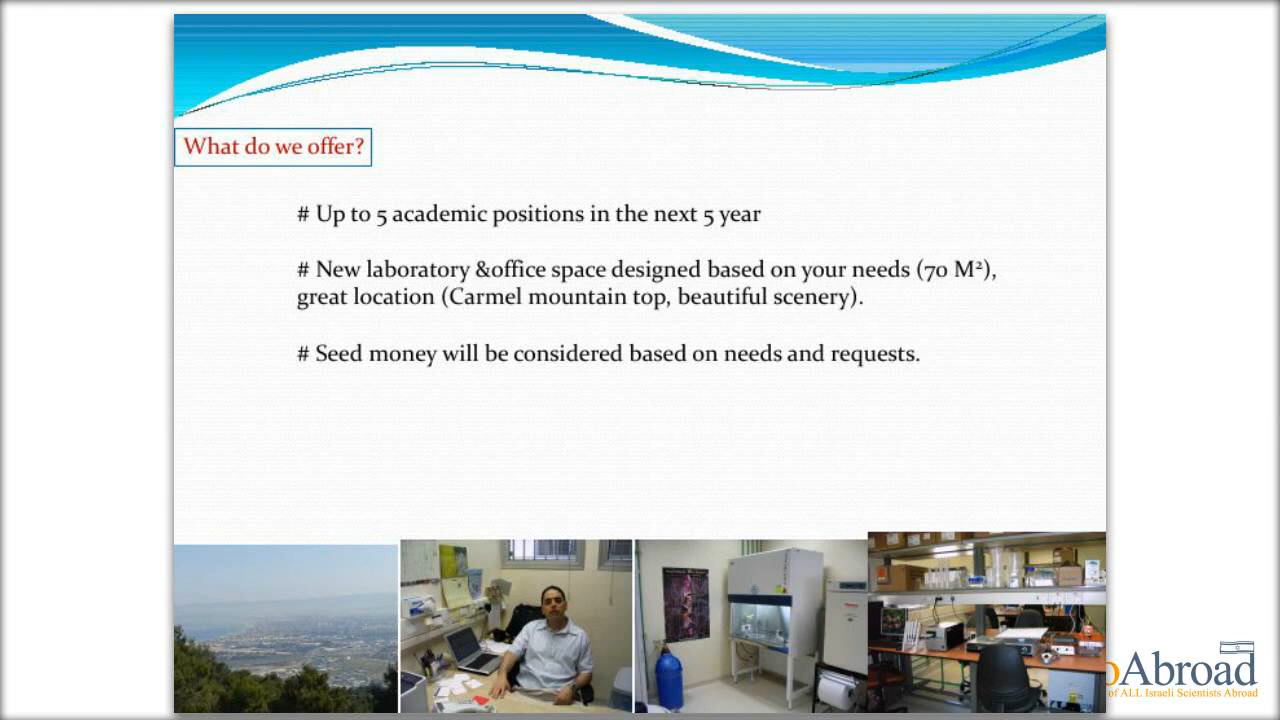 What do we offer?
# Up to 5 academic positions in the next 5 year
# New laboratory &office space designed based on your needs (70 M²),
great location (Carmel mountain top, beautiful scenery).
# Seed money will be considered based on needs and requests.
oAbroad
of ALL Israeli Scientists Abroad